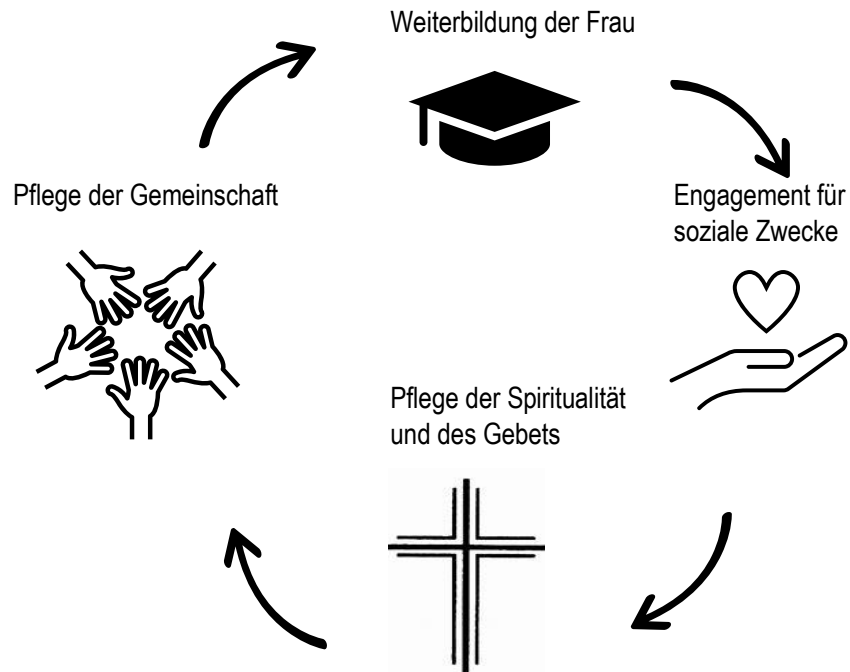 Weiterbildung der Frau
Pflege der Gemeinschaft
Engagement für
soziale Zwecke
Pflege der Spiritualität
und des Gebets